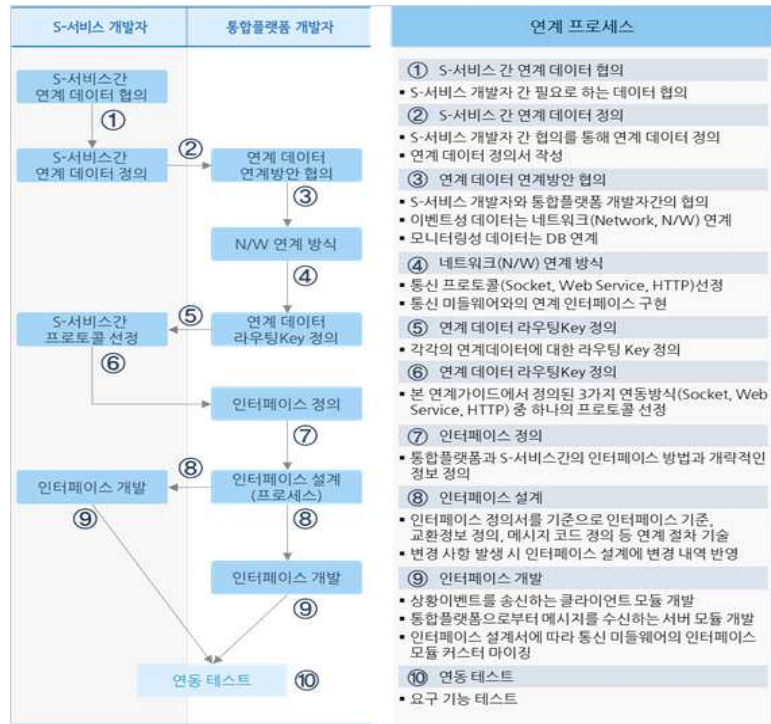 S-서비스 개발자
통합플랫폼 개발자
S-서비스간
연계 데이터 협의
①
S-서비스간
연계 데이터 정의
②
연계 데이터
연계방안 협의
③
N/W 연계 방식
④
S-서비스간
프로토콜 선정
⑤
연계 데이터
라우팅Key 정의
⑥
인터페이스 정의
⑦
인터페이스 개발
⑧
인터페이스 설계
(프로세스)
⑨
⑧
인터페이스 개발
⑨
연동 테스트
⑩
연계 프로세스
① S-서비스 간 연계 데이터 협의
▪ S-서비스 개발자 간 필요로 하는 데이터 협의
② S-서비스 간 연계 데이터 정의
▪ S-서비스 개발자 간 협의를 통해 연계 데이터 정의
▪ 연계 데이터 정의서 작성
③ 연계 데이터 연계방안 협의
▪ S-서비스 개발자와 통합플랫폼 개발자간의 협의
▪ 이벤트성 데이터는 네트워크(Network, N/W) 연계
▪ 모니터링성 데이터는 DB 연계
④ 네트워크(N/W) 연계 방식
▪ 통신 프로토콜(Socket, Web Service, HTTP)선정
▪ 통신 미들웨어와의 연계 인터페이스 구현
⑤ 연계 데이터 라우팅Key 정의
▪ 각각의 연계데이터에 대한 라우팅 Key 정의
⑥ 연계 데이터 라우팅Key 정의
▪ 본 연계가이드에서 정의된 3가지 연동방식(Socket, Web
Service, HTTP) 중 하나의 프로토콜 선정
⑦ 인터페이스 정의
▪ 통합플랫폼과 S-서비스간의 인터페이스 방법과 개략적인
정보 정의
⑧ 인터페이스 설계
▪ 인터페이스 정의서를 기준으로 인터페이스 기준,
교환정보 정의, 메시지 코드 정의 등 연계 절차 기술
▪ 변경 사항 발생 시 인터페이스 설계에 변경 내역 반영
⑨ 인터페이스 개발
▪ 상황이벤트를 송신하는 클라이언트 모듈 개발
▪ 통합플랫폼으로부터 메시지를 수신하는 서버 모듈 개발
▪ 인터페이스 설계서에 따라 통신 미들웨어의 인터페이스
모듈 커스터 마이징
⑩ 연동 테스트
▪ 요구 기능 테스트